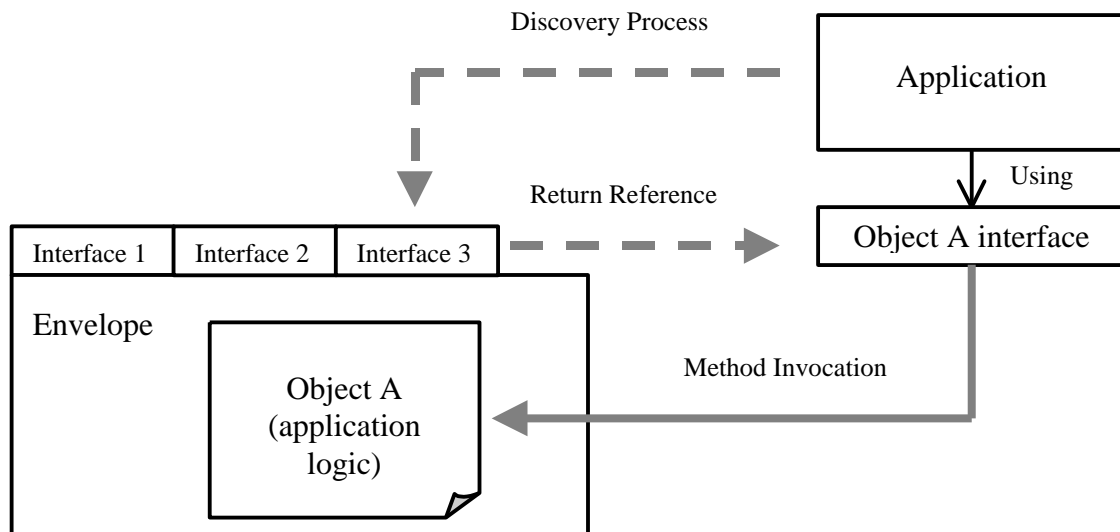 Discovery Process
Application
Using
Return Reference
Interface 1
Interface 2
Interface 3
Object A interface
Envelope
Object A
(application
logic)
Method Invocation